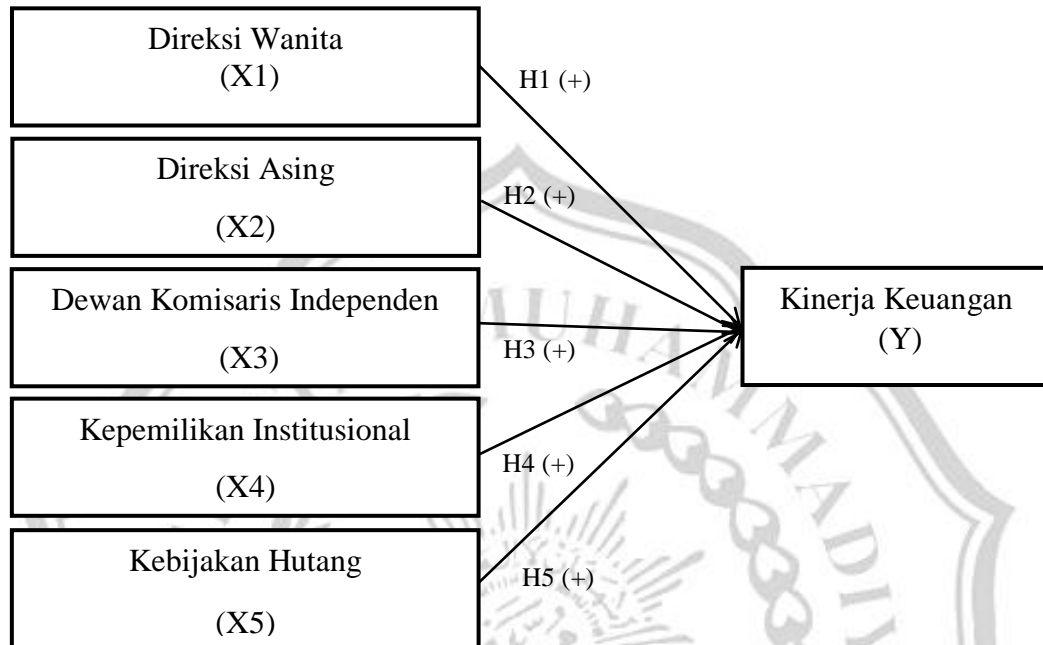 Direksi Wanita
(X1)
H1 (+)
Direksi Asing
(X2)
H2 (+)
Dewan Komisaris Independen
(X3)
H3 (+)
Kepemilikan Institusional
(X4)
H4 (+)
Kebijakan Hutang
(X5)
H5 (+)
Kinerja Keuangan
(Y)
MUHAMMADIY